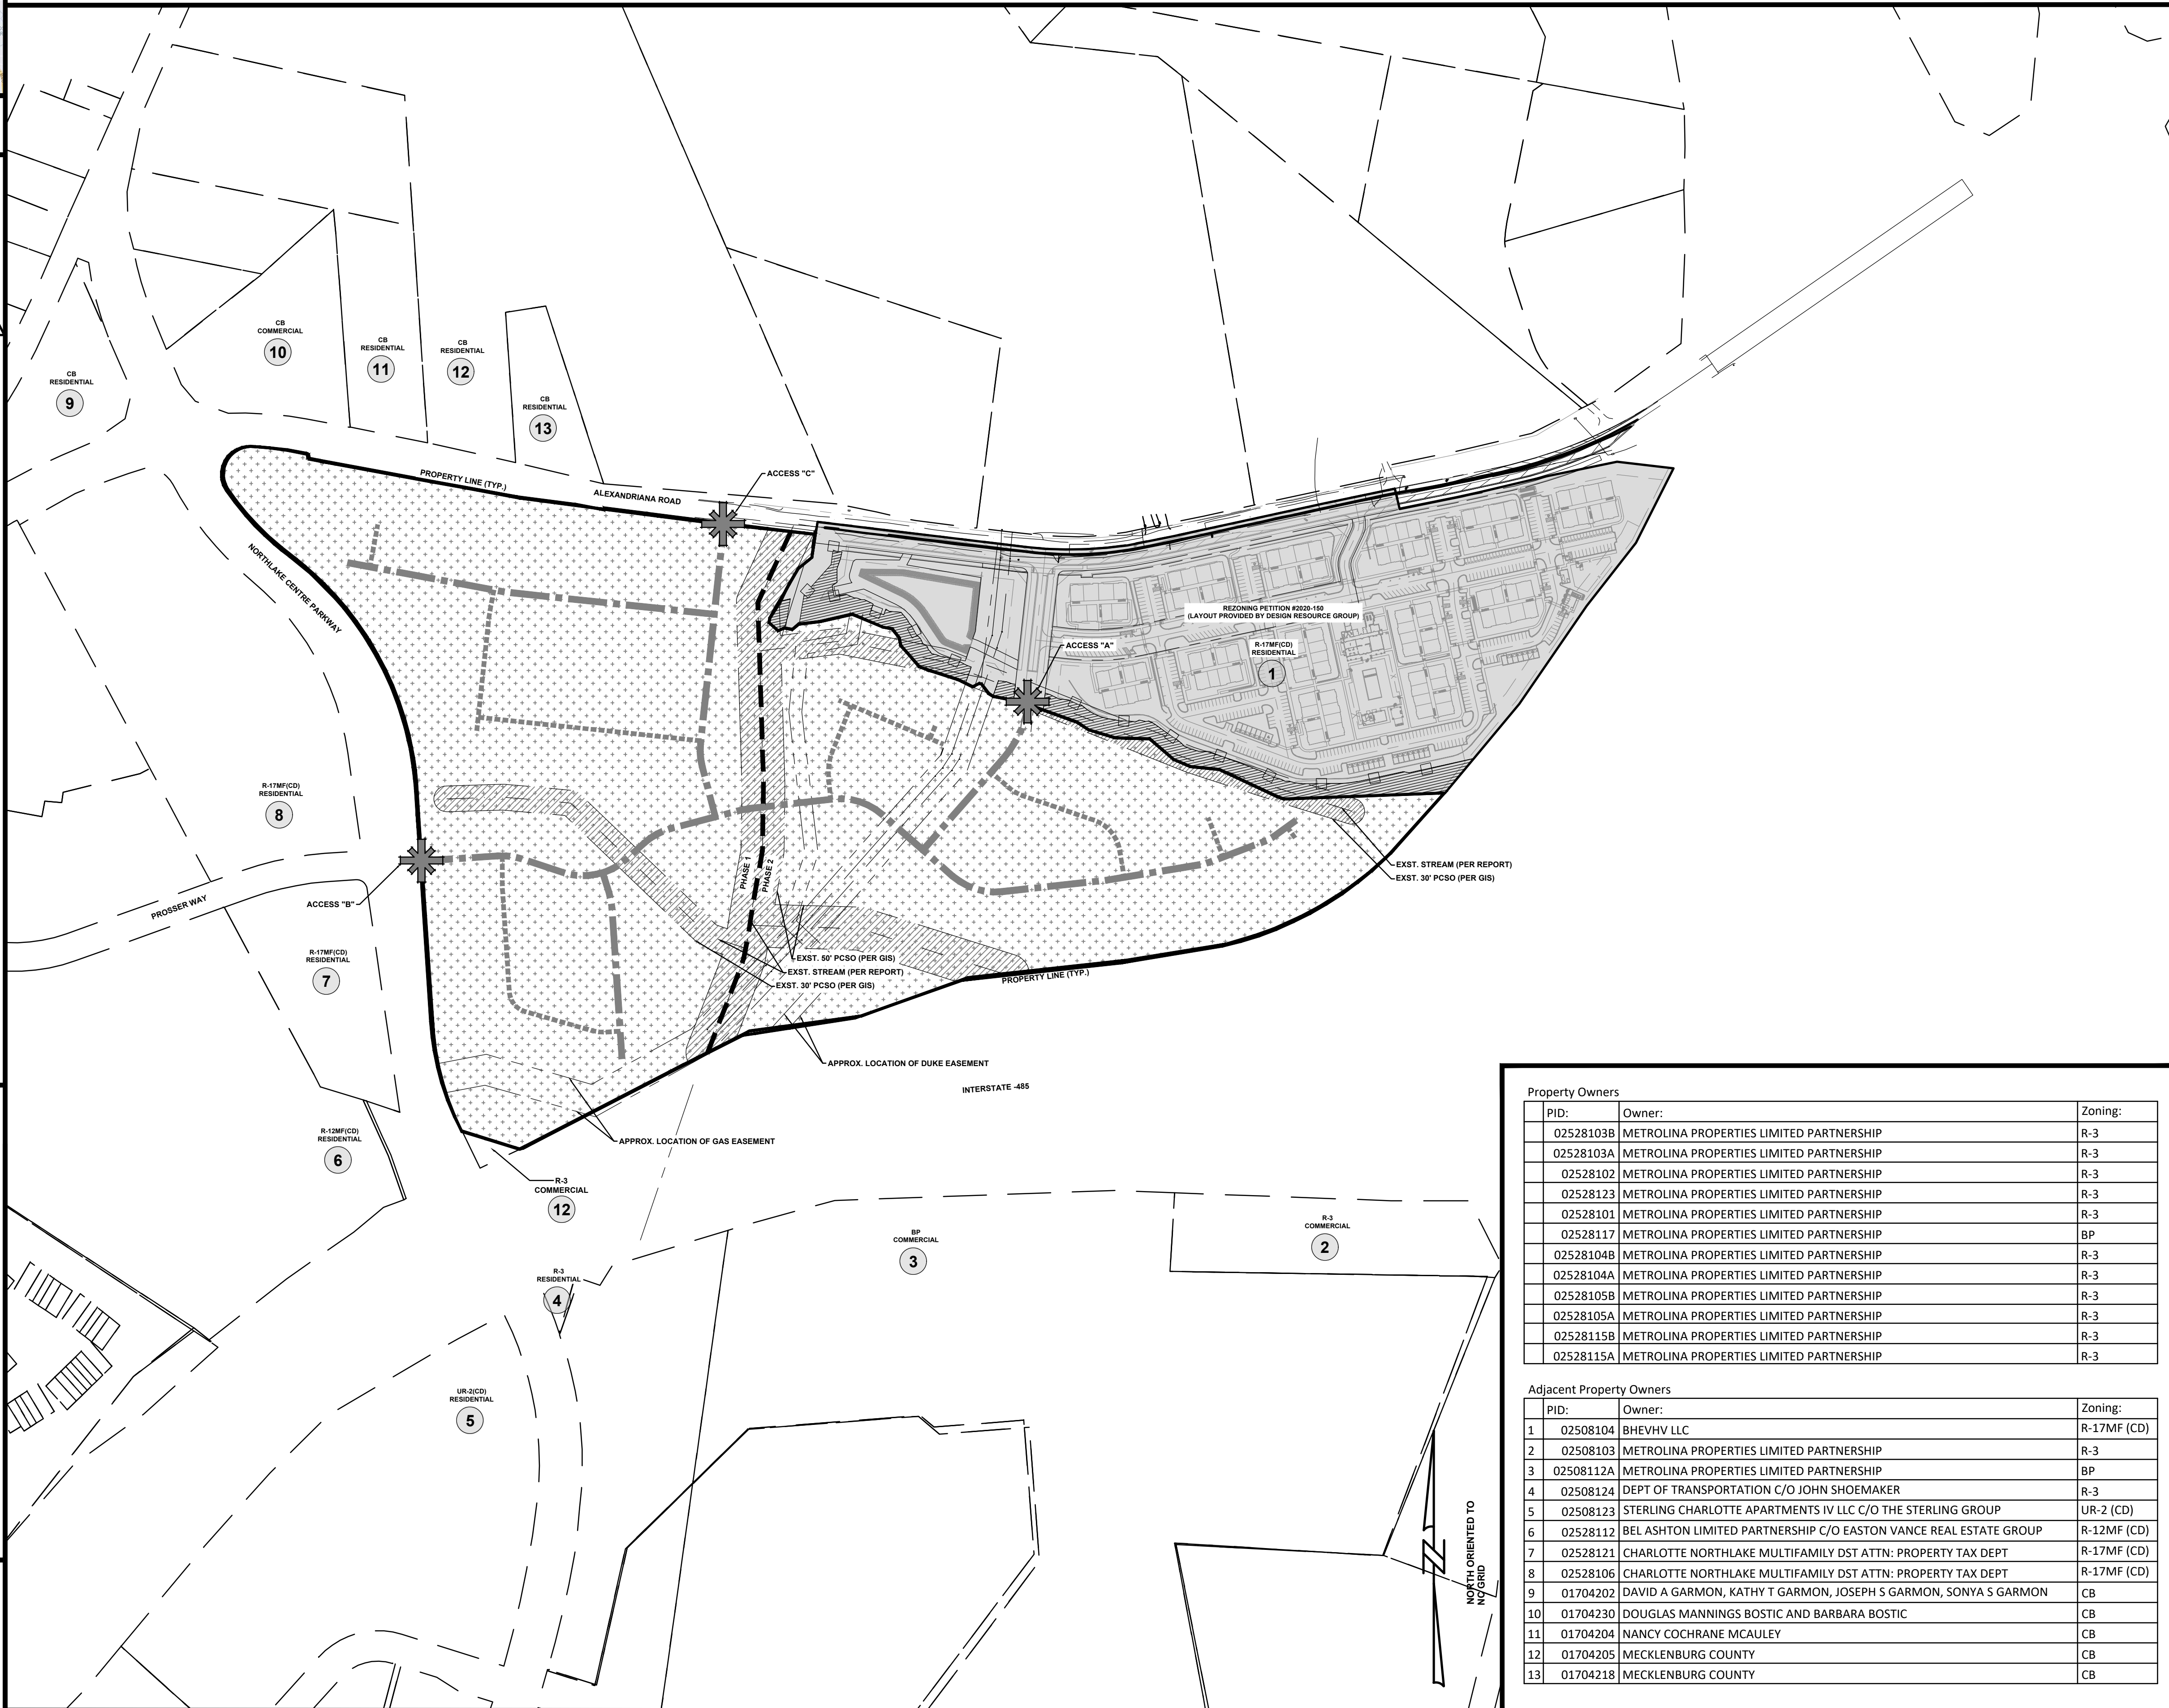 CB
COMMERCIAL
10
CB
RESIDENTIAL
11
CB
RESIDENTIAL
12
CB
RESIDENTIAL
9
CB
RESIDENTIAL
13
PROPERTY LINE (TYP.)
ALEXANDRIANA ROAD
ACCESS "C"
NORTHLAKE CENTRE PARKWAY
REZONING PETITION #2020-150
(LAYOUT PROVIDED BY DESIGN RESOURCE GROUP)
ACCESS "A"
R-17MF(CD)
RESIDENTIAL
1
R-17MF(CD)
RESIDENTIAL
8
PHASE 1
PHASE 2
EXST. STREAM (PER REPORT)
EXST. 30' PCSO (PER GIS)
ACCESS "B"
PROSSER WAY
R-17MF(CD)
RESIDENTIAL
7
EXST. 50' PCSO (PER GIS)
EXST. STREAM (PER REPORT)
EXST. 30' PCSO (PER GIS)
PROPERTY LINE (TYP.)
APPROX. LOCATION OF DUKE EASEMENT
INTERSTATE -485
APPROX. LOCATION OF GAS EASEMENT
R-12MF(CD)
RESIDENTIAL
6
R-3
COMMERCIAL
12
BP
COMMERCIAL
3
R-3
COMMERCIAL
2
R-3
RESIDENTIAL
4
UR-2(CD)
RESIDENTIAL
5
NORTH ORIENTED TO
NC GRID
Property Owners
PID: Owner: Zoning:
02528103B METROLINA PROPERTIES LIMITED PARTNERSHIP R-3
02528103A METROLINA PROPERTIES LIMITED PARTNERSHIP R-3
02528102 METROLINA PROPERTIES LIMITED PARTNERSHIP R-3
02528123 METROLINA PROPERTIES LIMITED PARTNERSHIP R-3
02528101 METROLINA PROPERTIES LIMITED PARTNERSHIP R-3
02528117 METROLINA PROPERTIES LIMITED PARTNERSHIP BP
02528104B METROLINA PROPERTIES LIMITED PARTNERSHIP R-3
02528104A METROLINA PROPERTIES LIMITED PARTNERSHIP R-3
02528105B METROLINA PROPERTIES LIMITED PARTNERSHIP R-3
02528105A METROLINA PROPERTIES LIMITED PARTNERSHIP R-3
02528115B METROLINA PROPERTIES LIMITED PARTNERSHIP R-3
02528115A METROLINA PROPERTIES LIMITED PARTNERSHIP R-3
Adjacent Property Owners
PID: Owner: Zoning:
1 02508104 BHEVHV LLC R-17MF (CD)
2 02508103 METROLINA PROPERTIES LIMITED PARTNERSHIP R-3
3 02508112A METROLINA PROPERTIES LIMITED PARTNERSHIP BP
4 02508124 DEPT OF TRANSPORTATION C/O JOHN SHOEMAKER R-3
5 02508123 STERLING CHARLOTTE APARTMENTS IV LLC C/O THE STERLING GROUP UR-2 (CD)
6 02528112 BEL ASHTON LIMITED PARTNERSHIP C/O EASTON VANCE REAL ESTATE GROUP R-12MF (CD)
7 02528121 CHARLOTTE NORTHLAKE MULTIFAMILY DST ATTN: PROPERTY TAX DEPT R-17MF (CD)
8 02528106 CHARLOTTE NORTHLAKE MULTIFAMILY DST ATTN: PROPERTY TAX DEPT R-17MF (CD)
9 01704202 DAVID A GARMON, KATHY T GARMON, JOSEPH S GARMON, SONYA S GARMON CB
10 01704230 DOUGLAS MANNINGS BOSTIC AND BARBARA BOSTIC CB
11 01704204 NANCY COCHRANE MCAULEY CB
12 01704205 MECKLENBURG COUNTY CB
13 01704218 MECKLENBURG COUNTY CB